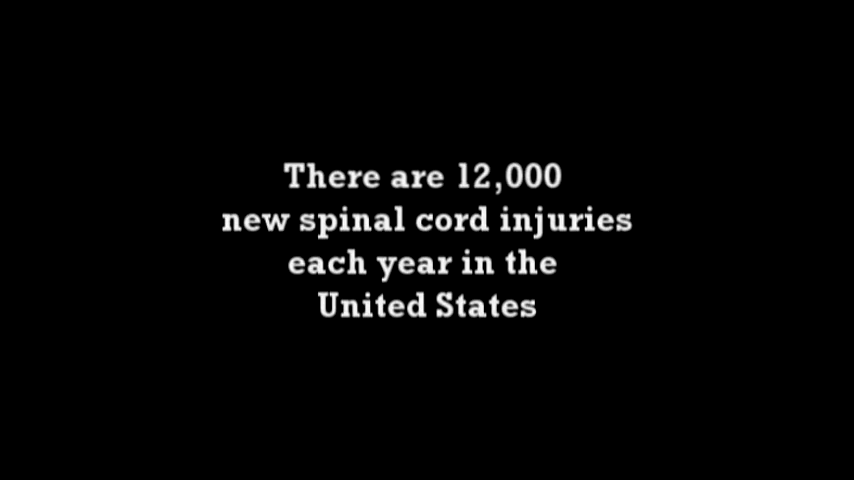 There are 12,000
new spinal cord injuries
each year in the
United States